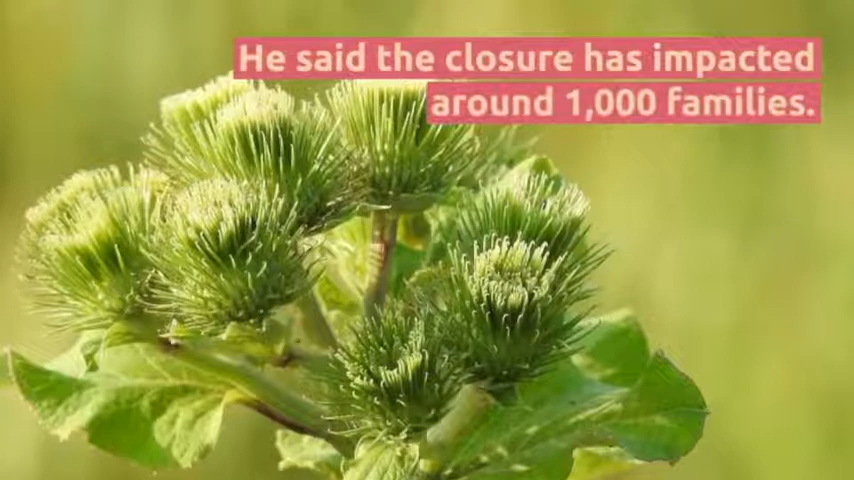 He said the closure has impacted
around 1,000 families.